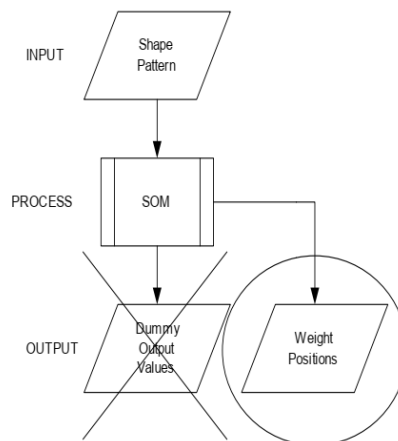 INPUT
Shape
Pattern
PROCESS
SOM
OUTPUT
Dummy
Output
Values
Weight
Positions